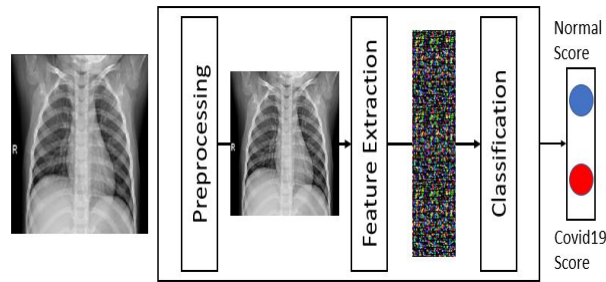 R
Preprocessing
R
Feature Extraction
Classification
Normal
Score
Covid19
Score